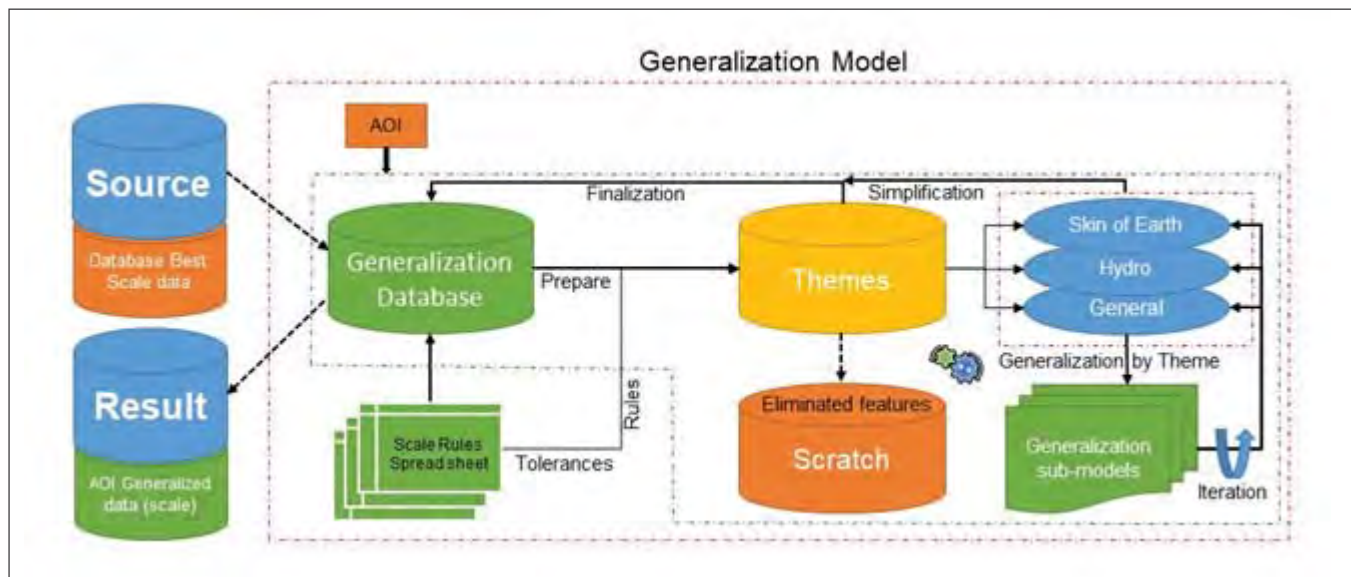 Generalization Model
AOI
Source
Database Best
Scale data
Finalization
Simplification
Generalization
Database
Prepare
Themes
Skin of Earth
Hydro
General
Generalization by Theme
Result
AOI Generalized
data (scale)
Scale Rules
Spread sheet
Tolerances
Rules
Eliminated features
Scratch
Generalization
sub-models
Iteration